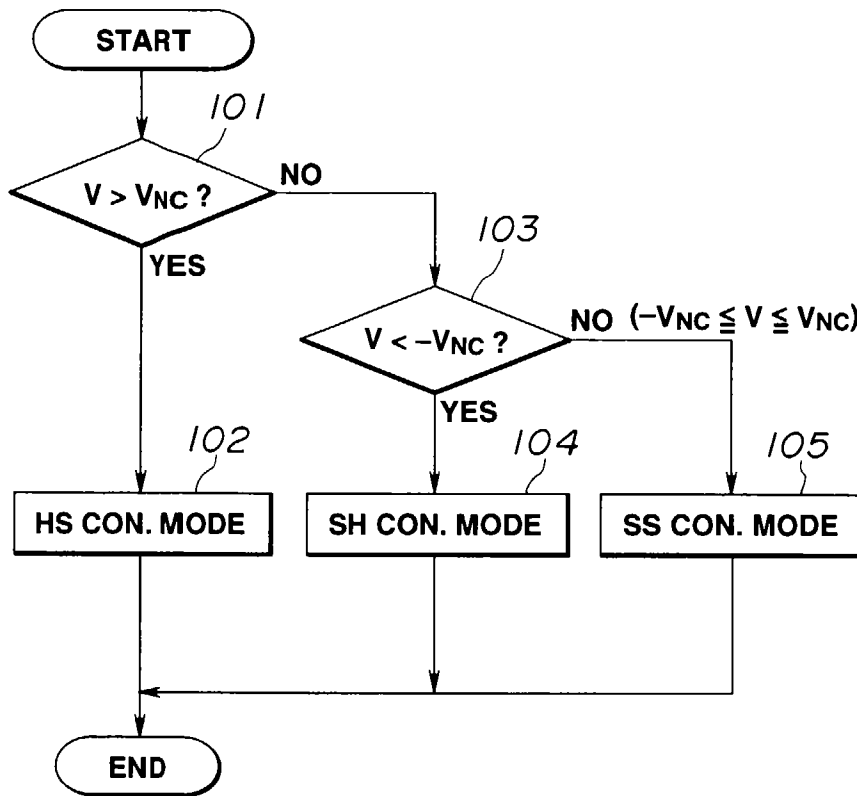 START
101
V > VNC ?
NO
YES
103
V < –VNC ?
NO (–VNC ≦ V ≦ VNC)
YES
102
104
105
HS CON. MODE
SH CON. MODE
SS CON. MODE
END